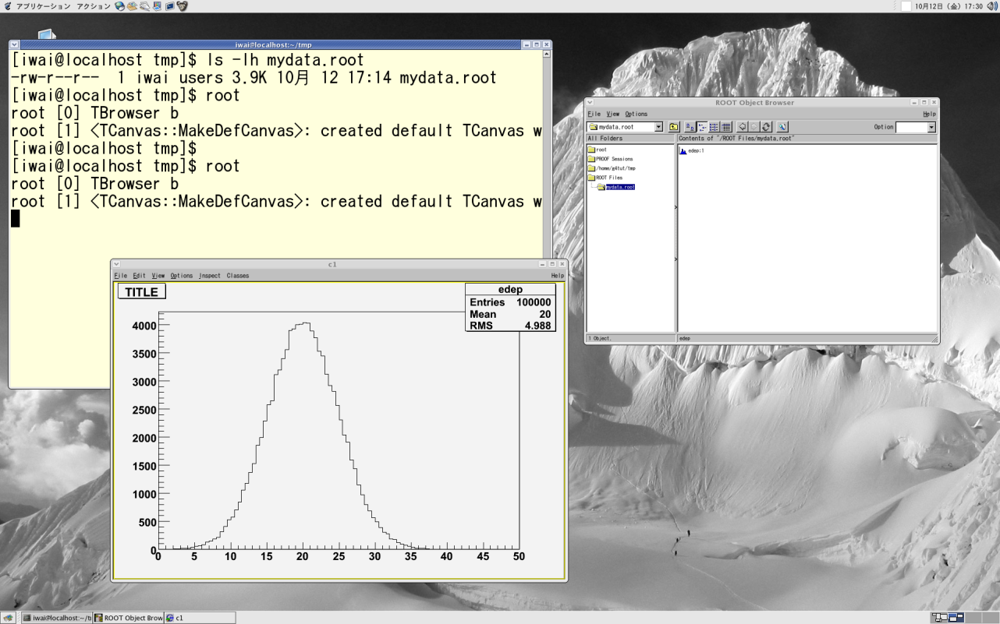 アプリケーション アクション
10月12日 (金) 17:30
iwai@localhost:~/tmp
[iwai@localhost tmp]$ ls -lh mydata.root
-rw-r--r-- 1 iwai users 3.9K 10月 12 17:14 mydata.root
[iwai@localhost tmp]$ root
root [0] TBrowser b
root [1] <TCanvas::MakeDefCanvas>: created default TCanvas w
[iwai@localhost tmp]$
[iwai@localhost tmp]$ root
root [0] TBrowser b
root [1] <TCanvas::MakeDefCanvas>: created default TCanvas w
ROOT Object Browser
File View Options Help
mydata.root
Option
All Folders
Contents of "/ROOT Files/mydata.root"
root
PROOF Sessions
/home/g4tut/tmp
ROOT Files
mydata.root
edep;1
1 Object.
edep
c1
File Edit View Options Inspect Classes Help
TITLE
edep
Entries 100000
Mean 20
RMS 4.988
4000
3500
3000
2500
2000
1500
1000
500
0
0 5 10 15 20 25 30 35 40 45 50
iwai@localhost:~/t
ROOT Object Brow
c1